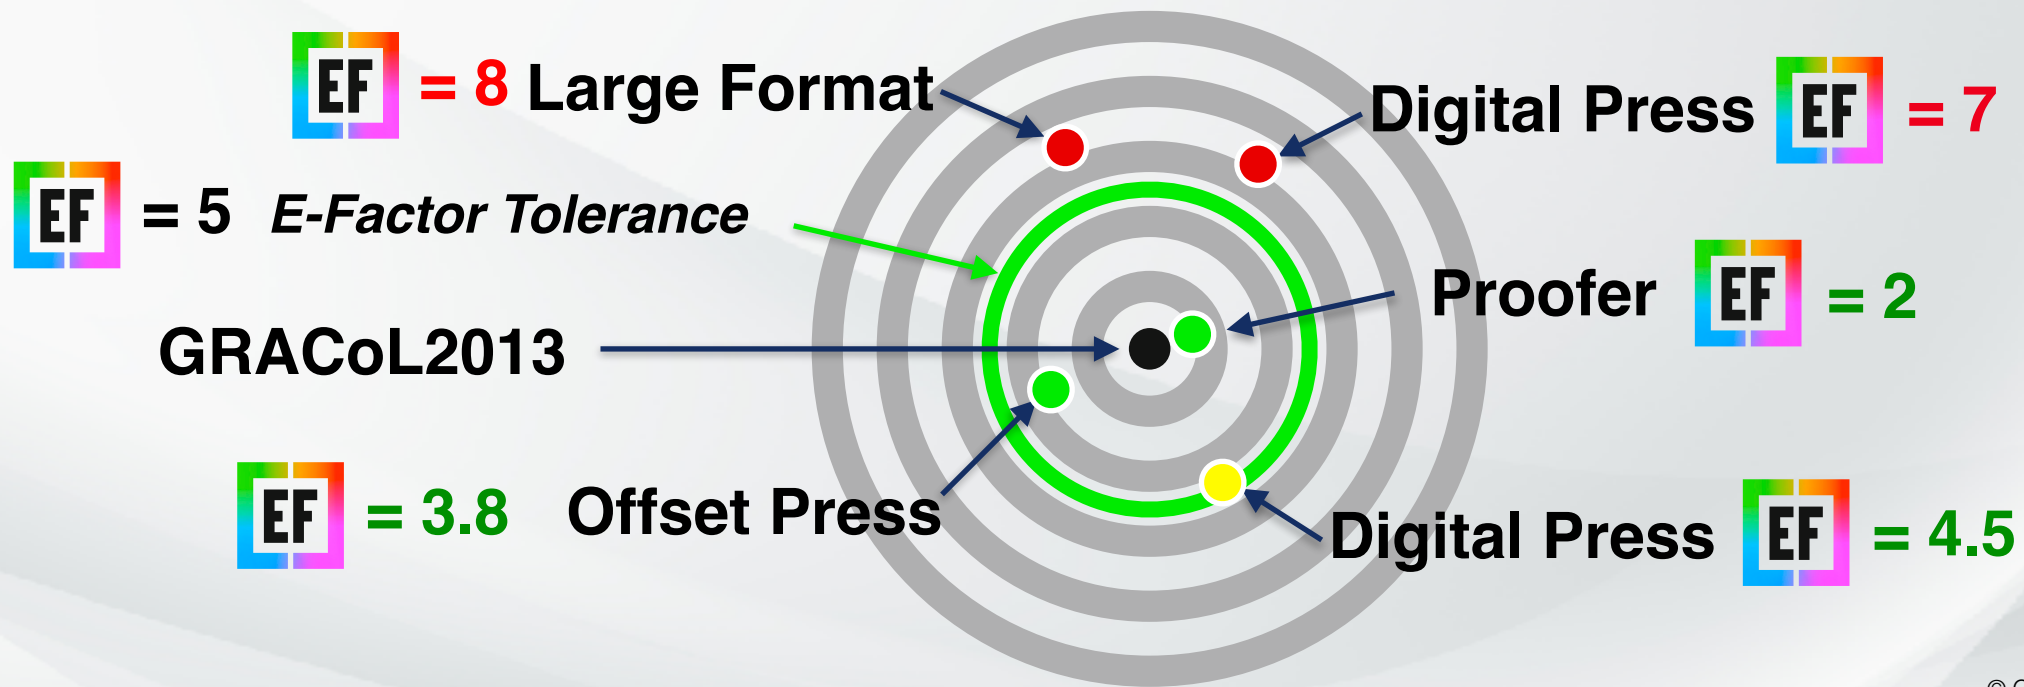 EF = 8 Large Format
Digital Press EF = 7
EF = 5 E-Factor Tolerance
Proofer EF = 2
GRACoL2013
EF = 3.8 Offset Press
Digital Press EF = 4.5
©